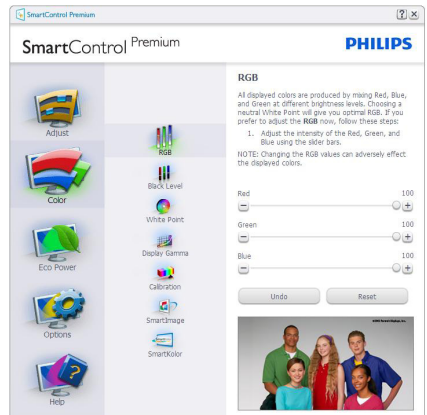 SmartControl Premium
SmartControl Premium
PHILIPS
Adjust
Color
Eco Power
Options
Help
RGB
Black Level
White Point
Display Gamma
Calibration
SmartImage
SmartKolor
RGB
All displayed colors are produced by mixing Red, Blue,
and Green at different brightness levels. Choosing a
neutral White Point will give you optimal RGB. If you
prefer to adjust the RGB now, follow these steps:
1. Adjust the intensity of the Red, Green, and
Blue using the slider bars.
NOTE: Changing the RGB values can adversely effect
the displayed colors.
Red 100
Green 100
Blue 100
Undo
Reset